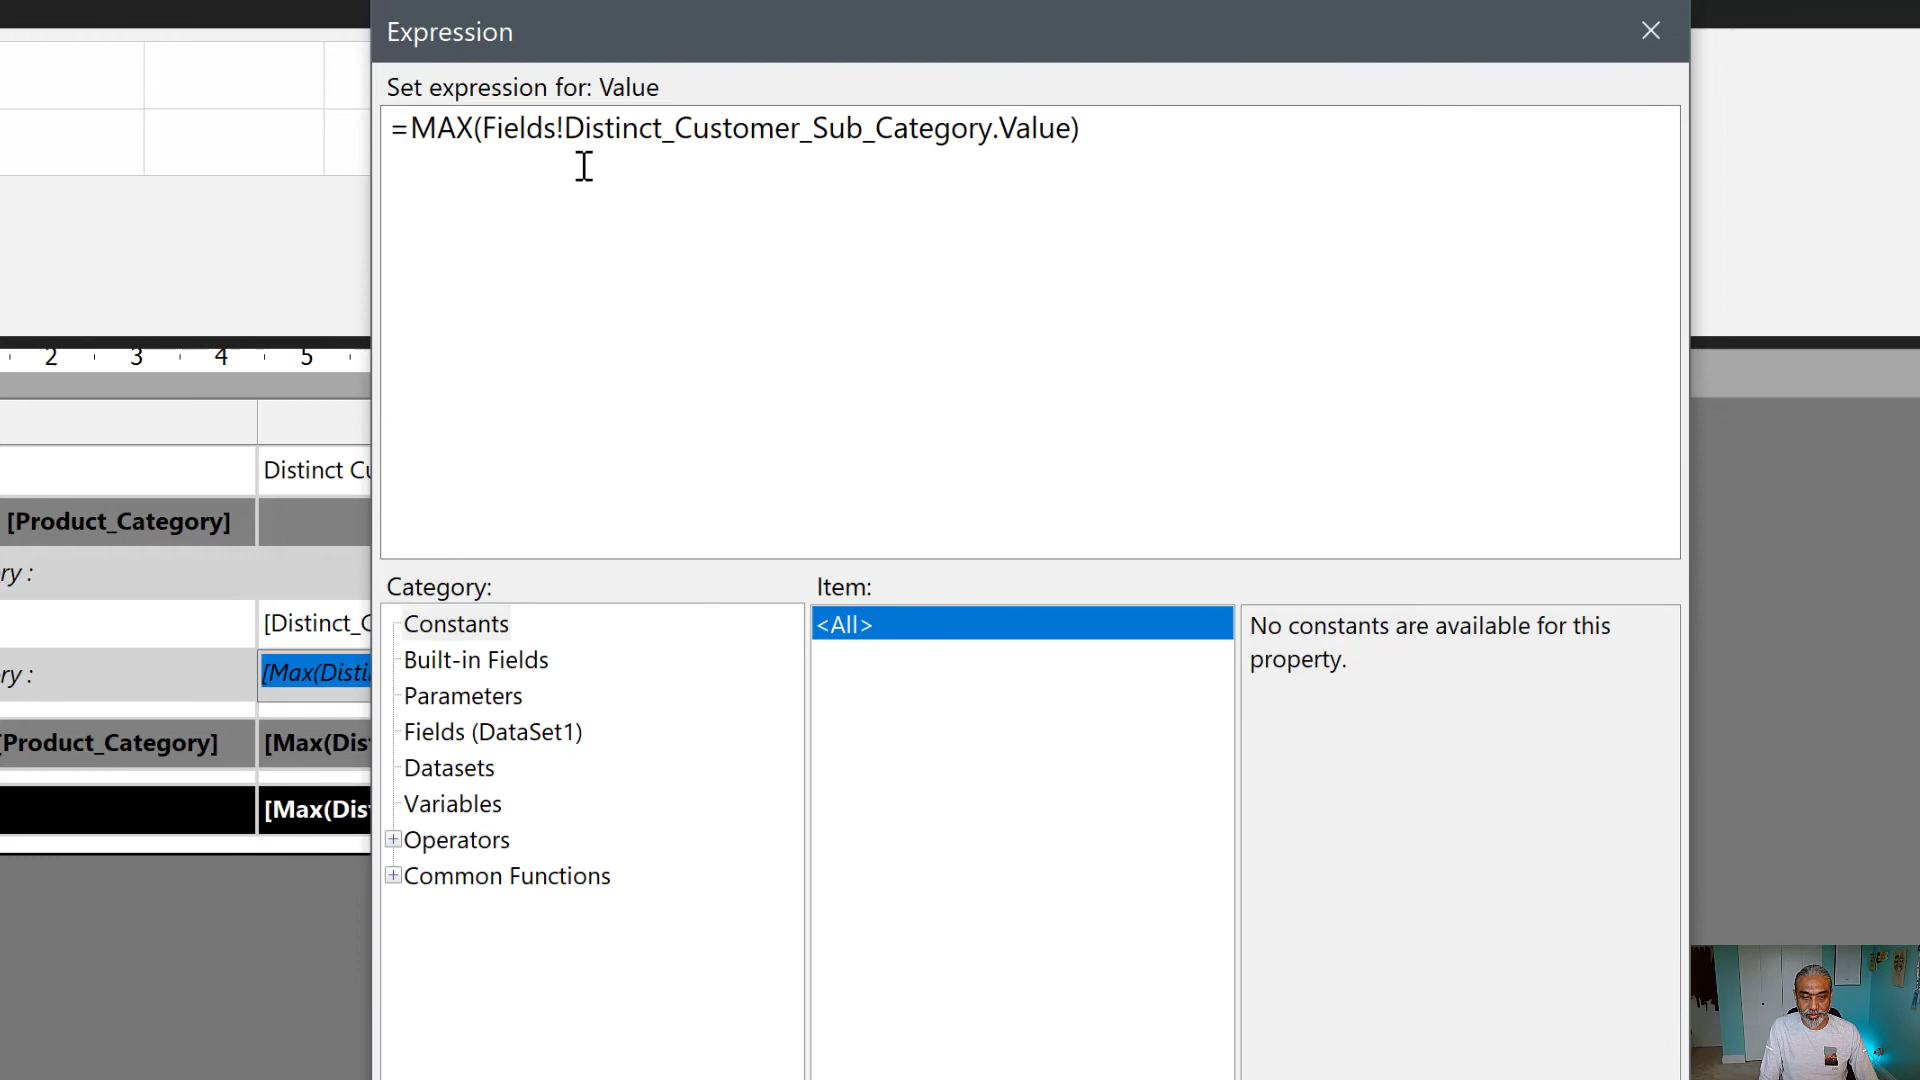 Expression
Set expression for: Value
=MAX(Fields!Distinct_Customer_Sub_Category.Value)
2 3 4 5
Distinct Cu
[Product_Category]
ry :
[Distinct_C
ry :
[Max(Disti
[Product_Category]
[Max(Dis
[Max(Dis
Category:
Constants
Built-in Fields
Parameters
Fields (DataSet1)
Datasets
Variables
Operators
Common Functions
Item:
<All>
No constants are available for this
property.